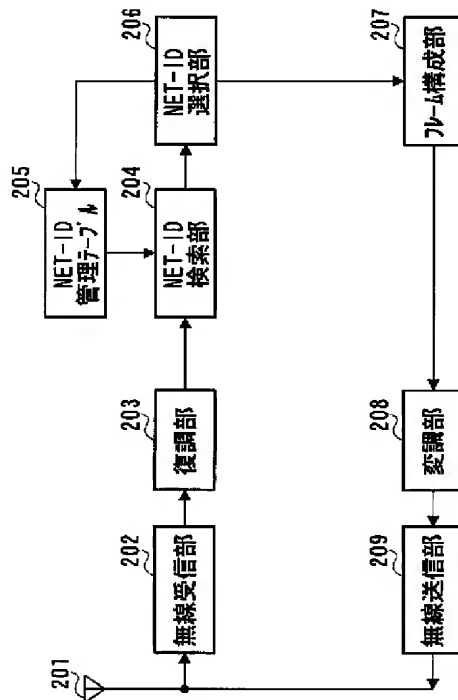 201
202
無線受信部
203
復調部
204
NET-ID
検索部
205
NET-ID
管理テーブル
206
NET-ID
選択部
207
フレーム構成部
208
変調部
209
無線送信部